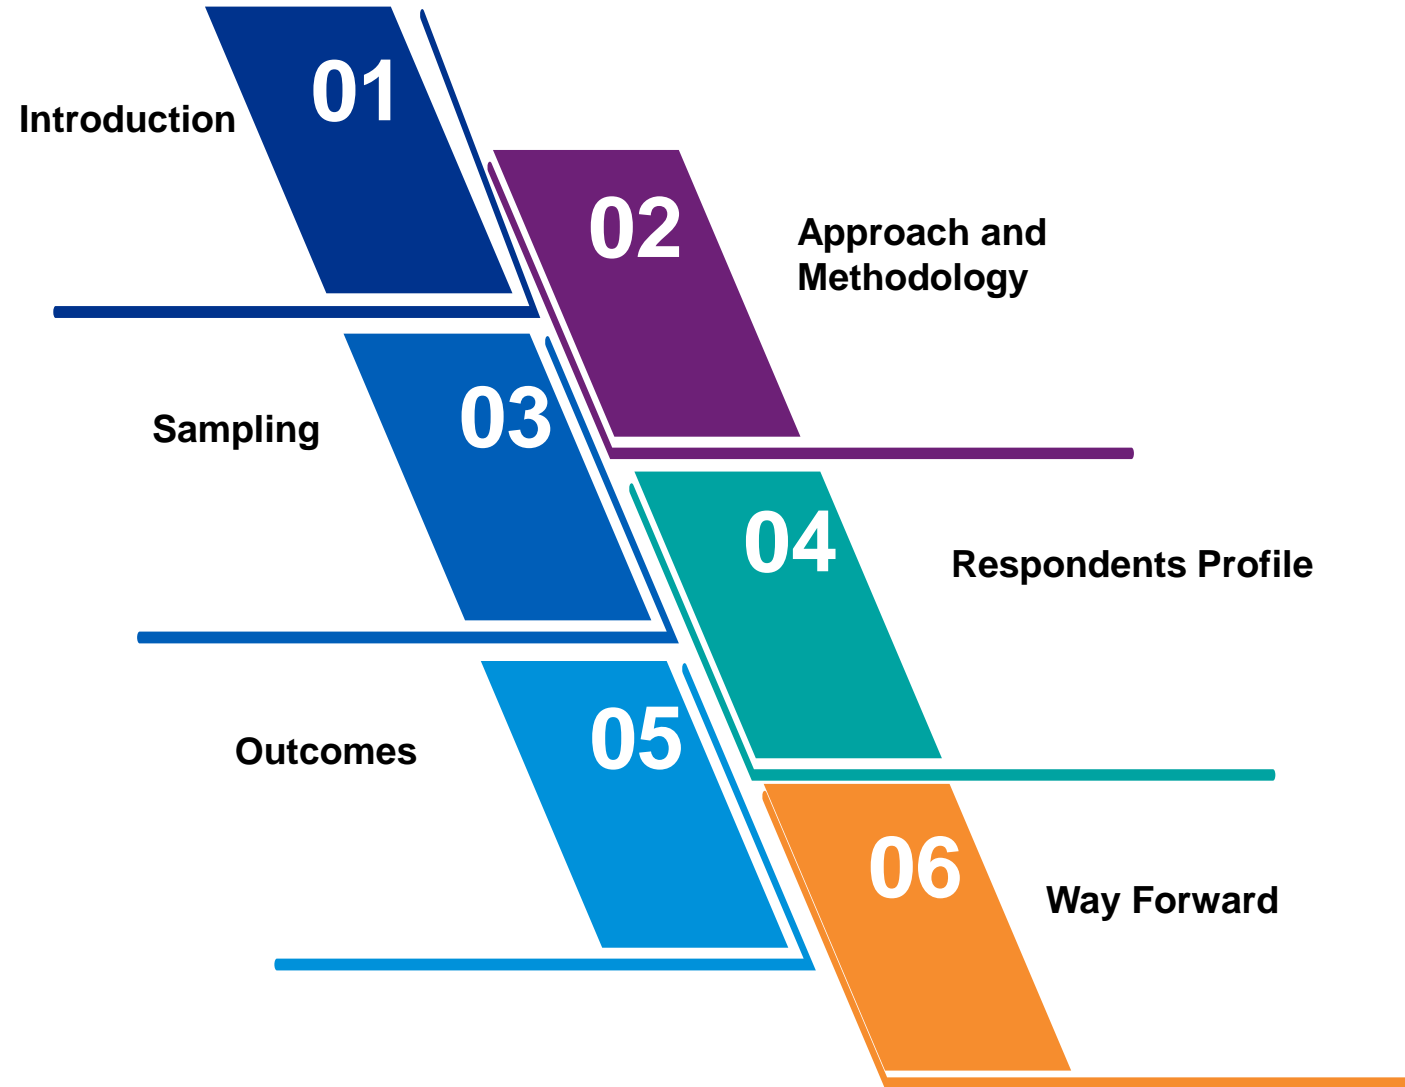 01
Introduction
02
Approach and
Methodology
03
Sampling
04
Respondents Profile
05
Outcomes
06
Way Forward